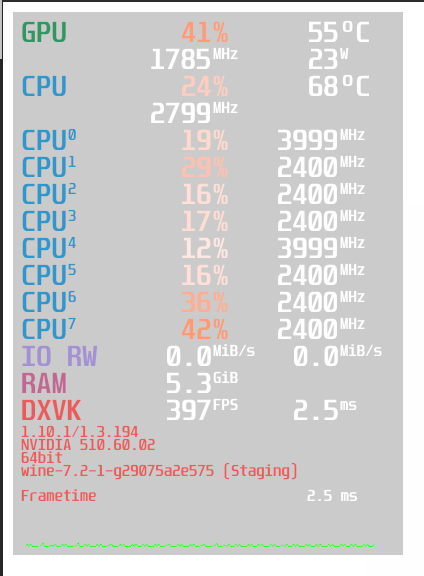 GPU 41% 55°C
1785MHz 23W
CPU 24% 68°C
2799MHz
CPU0 19% 3999MHz
CPU1 29% 2400MHz
CPU2 16% 2400MHz
CPU3 17% 2400MHz
CPU4 12% 3999MHz
CPU5 16% 2400MHz
CPU6 36% 2400MHz
CPU7 42% 2400MHz
IO RW 0.0MiB/s 0.0MiB/s
RAM 5.3GiB
DXVK 397FPS 2.5ms
1.10.1/1.3.194
NVIDIA 510.60.02
64bit
wine-7.2-1-g29075a2e575 (Staging)
Frametime 2.5 ms